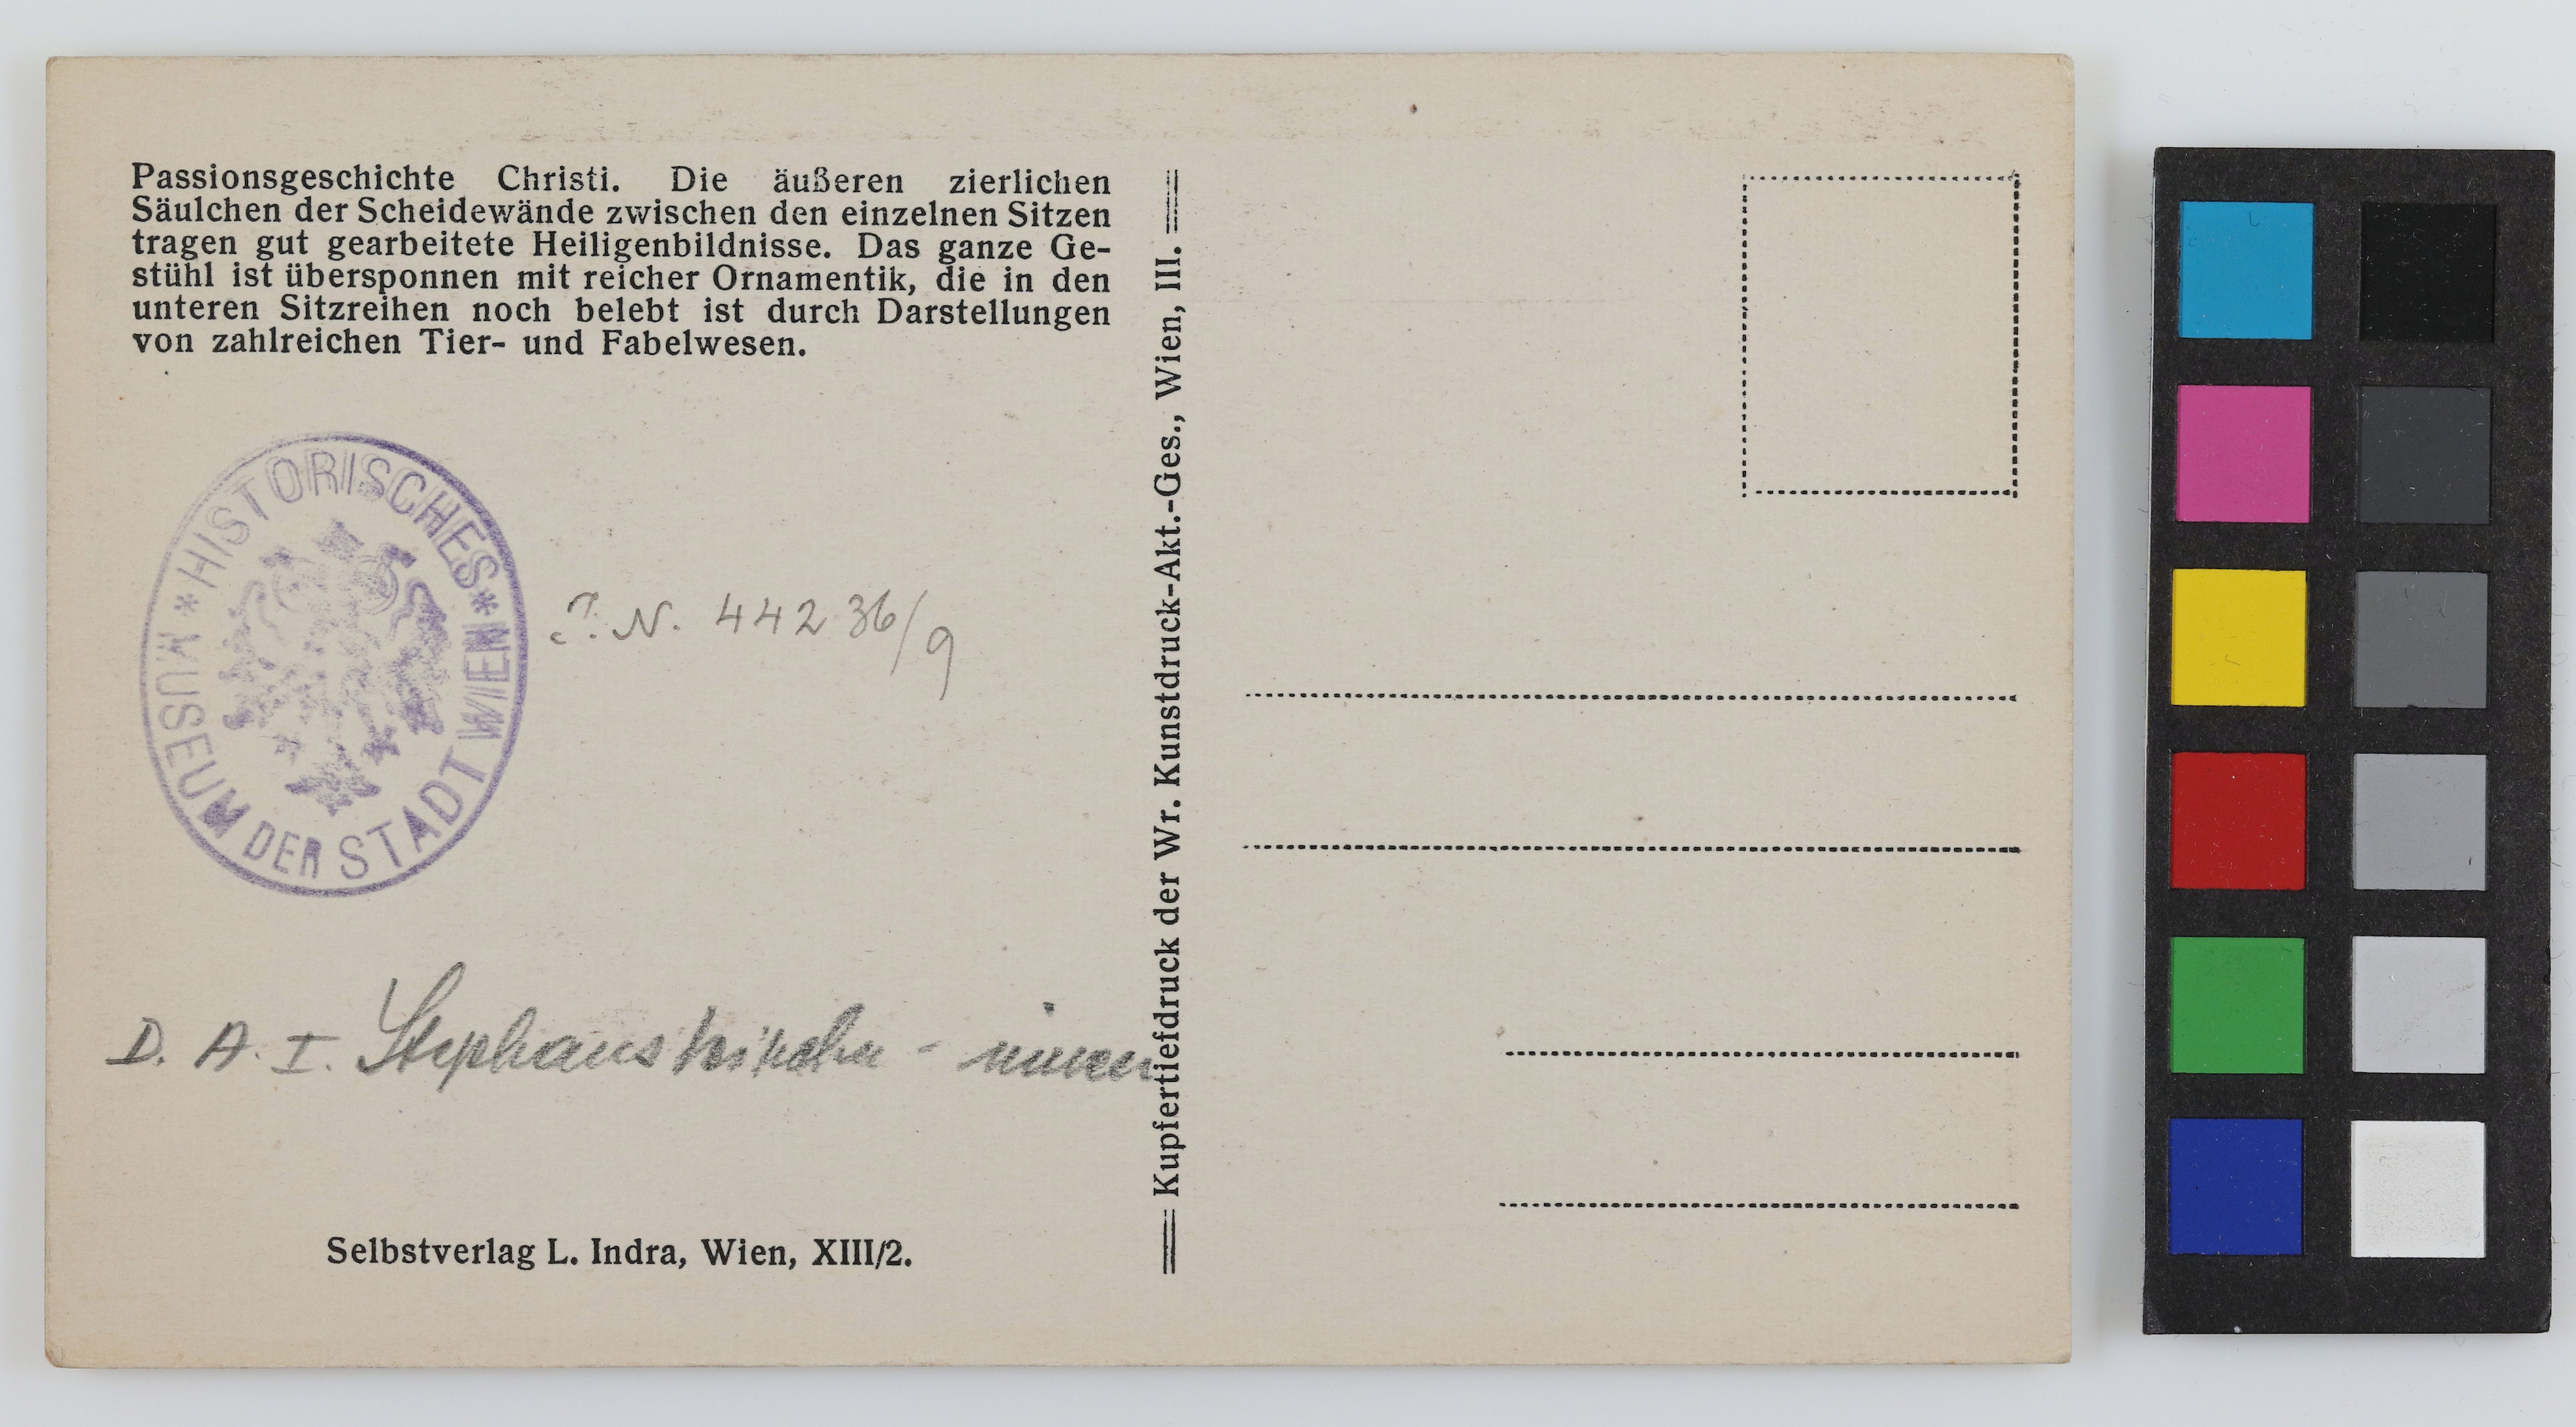 Passionsgeschichte Christi. Die äußeren zierlichen
Säulchen der Scheidewände zwischen den einzelnen Sitzen
tragen gut gearbeitete Heiligenbildnisse. Das ganze Ge-
stühl ist übersponnen mit reicher Ornamentik, die in den
unteren Sitzreihen noch belebt ist durch Darstellungen
von zahlreichen Tier- und Fabelwesen.
* HISTORISCHES *
MUSEUM DER STADT WIEN
J. N. 44236/9
D. A. I. Stephanskirche - innen
Selbstverlag L. Indra, Wien, XIII/2.
Kupfertiefdruck der Wr. Kunstdruck-Akt.-Ges., Wien, III.